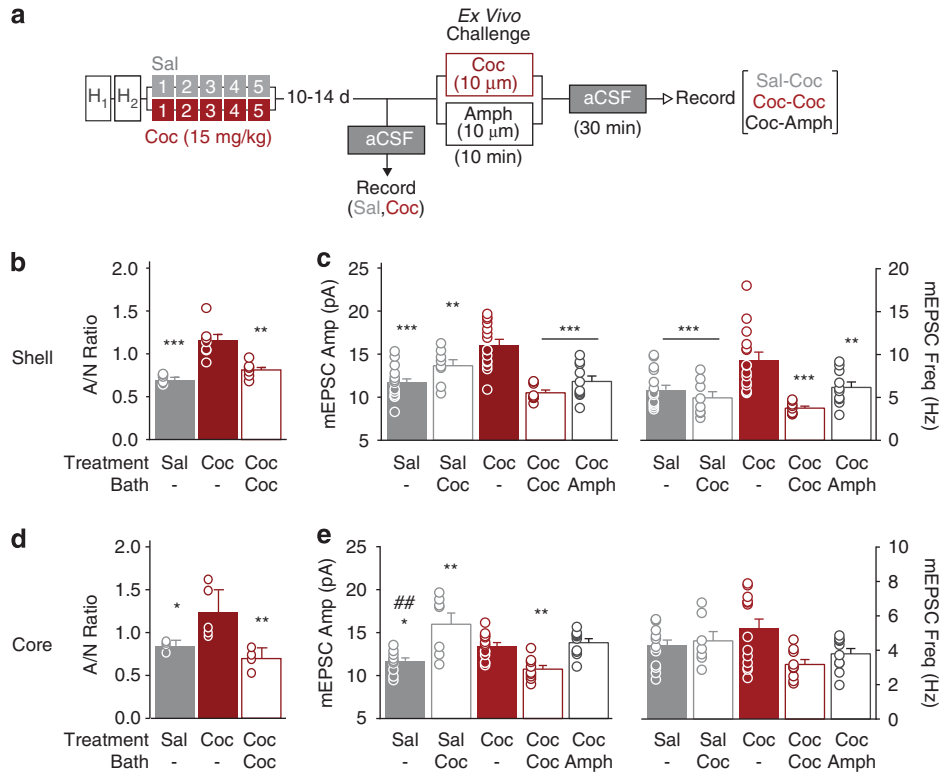 a
Ex Vivo
Challenge
Sal
H1 H2 1 2 3 4 5
1 2 3 4 5
Coc (15 mg/kg)
10-14 d
aCSF
Record
(Sal,Coc)
Coc
(10 μm)
Amph
(10 μm)
(10 min)
aCSF
(30 min)
Record
Sal-Coc
Coc-Coc
Coc-Amph
b
Shell
A/N Ratio
2.0
1.5
1.0
0.5
0.0
*** **
Treatment Sal Coc Coc
Bath - - Coc
c
mEPSC Amp (pA)
25
20
15
10
5
*** ** ***
Sal Sal Coc Coc Coc
- Coc - Coc Amph
*** *** **
20
15
10
5
0
mEPSC Freq (Hz)
Sal Sal Coc Coc Coc
- Coc - Coc Amph
d
Core
A/N Ratio
2.0
1.5
1.0
0.5
0.0
* **
Treatment Sal Coc Coc
Bath - - Coc
e
mEPSC Amp (pA)
25
20
15
10
5
##
* ** **
Sal Sal Coc Coc Coc
- Coc - Coc Amph
10
8
6
4
2
0
mEPSC Freq (Hz)
Sal Sal Coc Coc Coc
- Coc - Coc Amph